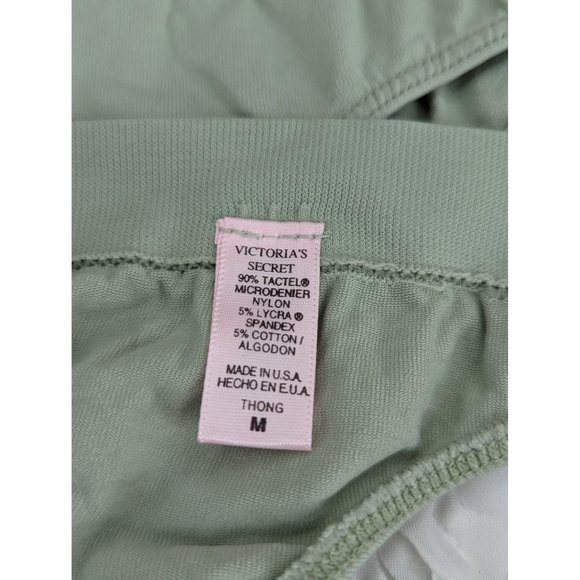 VICTORIA'S
SECRET
90% TACTEL®
MICRODENIER
NYLON
5% LYCRA®
SPANDEX
5% COTTON /
ALGODON
MADE IN U.S.A
HECHO EN E.U.A.
THONG
M